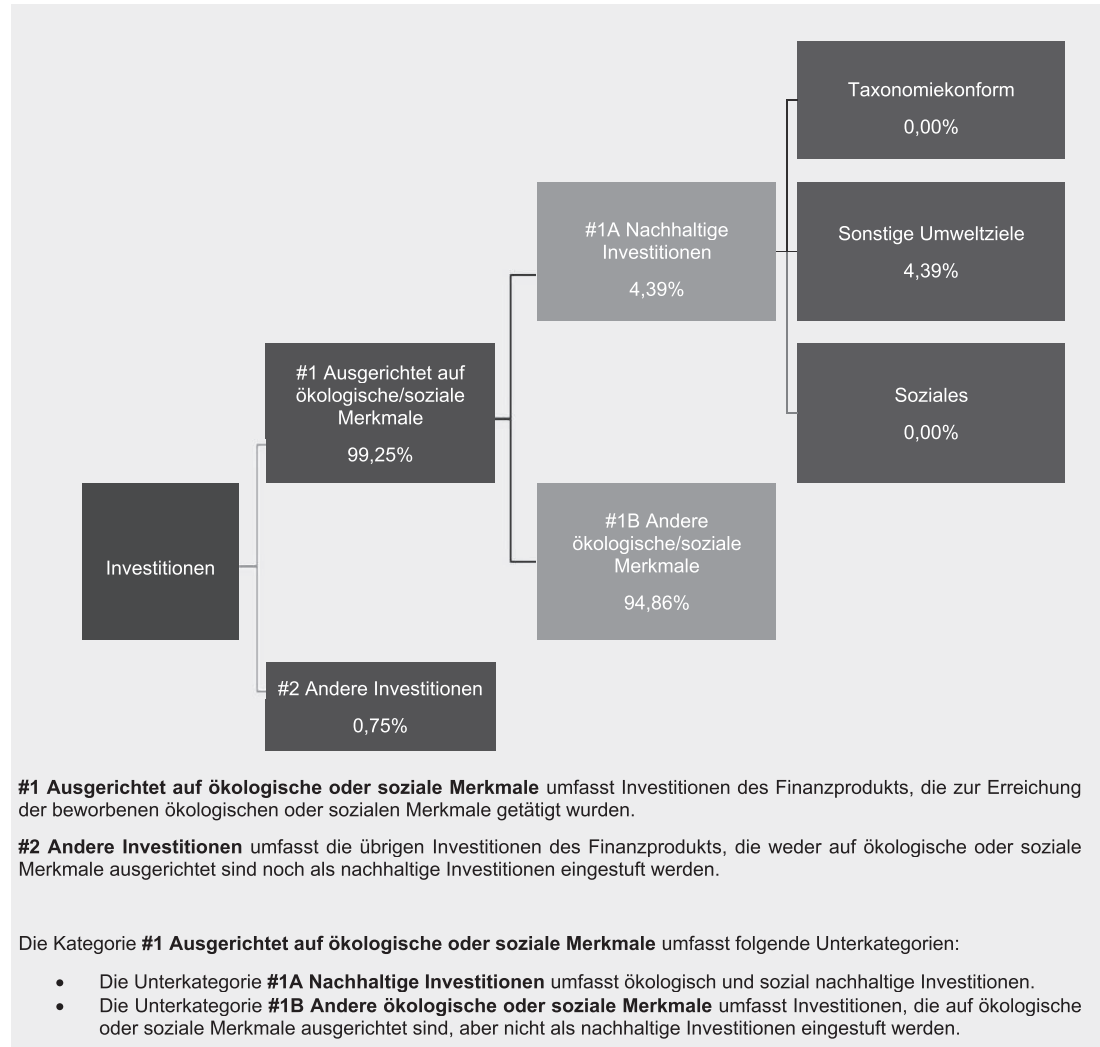 Taxonomiekonform
0,00%
#1A Nachhaltige
Investitionen
4,39%
Sonstige Umweltziele
4,39%
#1 Ausgerichtet auf
ökologische/soziale
Merkmale
99,25%
Soziales
0,00%
Investitionen
#1B Andere
ökologische/soziale
Merkmale
94,86%
#2 Andere Investitionen
0,75%
#1 Ausgerichtet auf ökologische oder soziale Merkmale umfasst Investitionen des Finanzprodukts, die zur Erreichung
der beworbenen ökologischen oder sozialen Merkmale getätigt wurden.
#2 Andere Investitionen umfasst die übrigen Investitionen des Finanzprodukts, die weder auf ökologische oder soziale
Merkmale ausgerichtet sind noch als nachhaltige Investitionen eingestuft werden.
Die Kategorie #1 Ausgerichtet auf ökologische oder soziale Merkmale umfasst folgende Unterkategorien:
• Die Unterkategorie #1A Nachhaltige Investitionen umfasst ökologisch und sozial nachhaltige Investitionen.
• Die Unterkategorie #1B Andere ökologische oder soziale Merkmale umfasst Investitionen, die auf ökologische
oder soziale Merkmale ausgerichtet sind, aber nicht als nachhaltige Investitionen eingestuft werden.